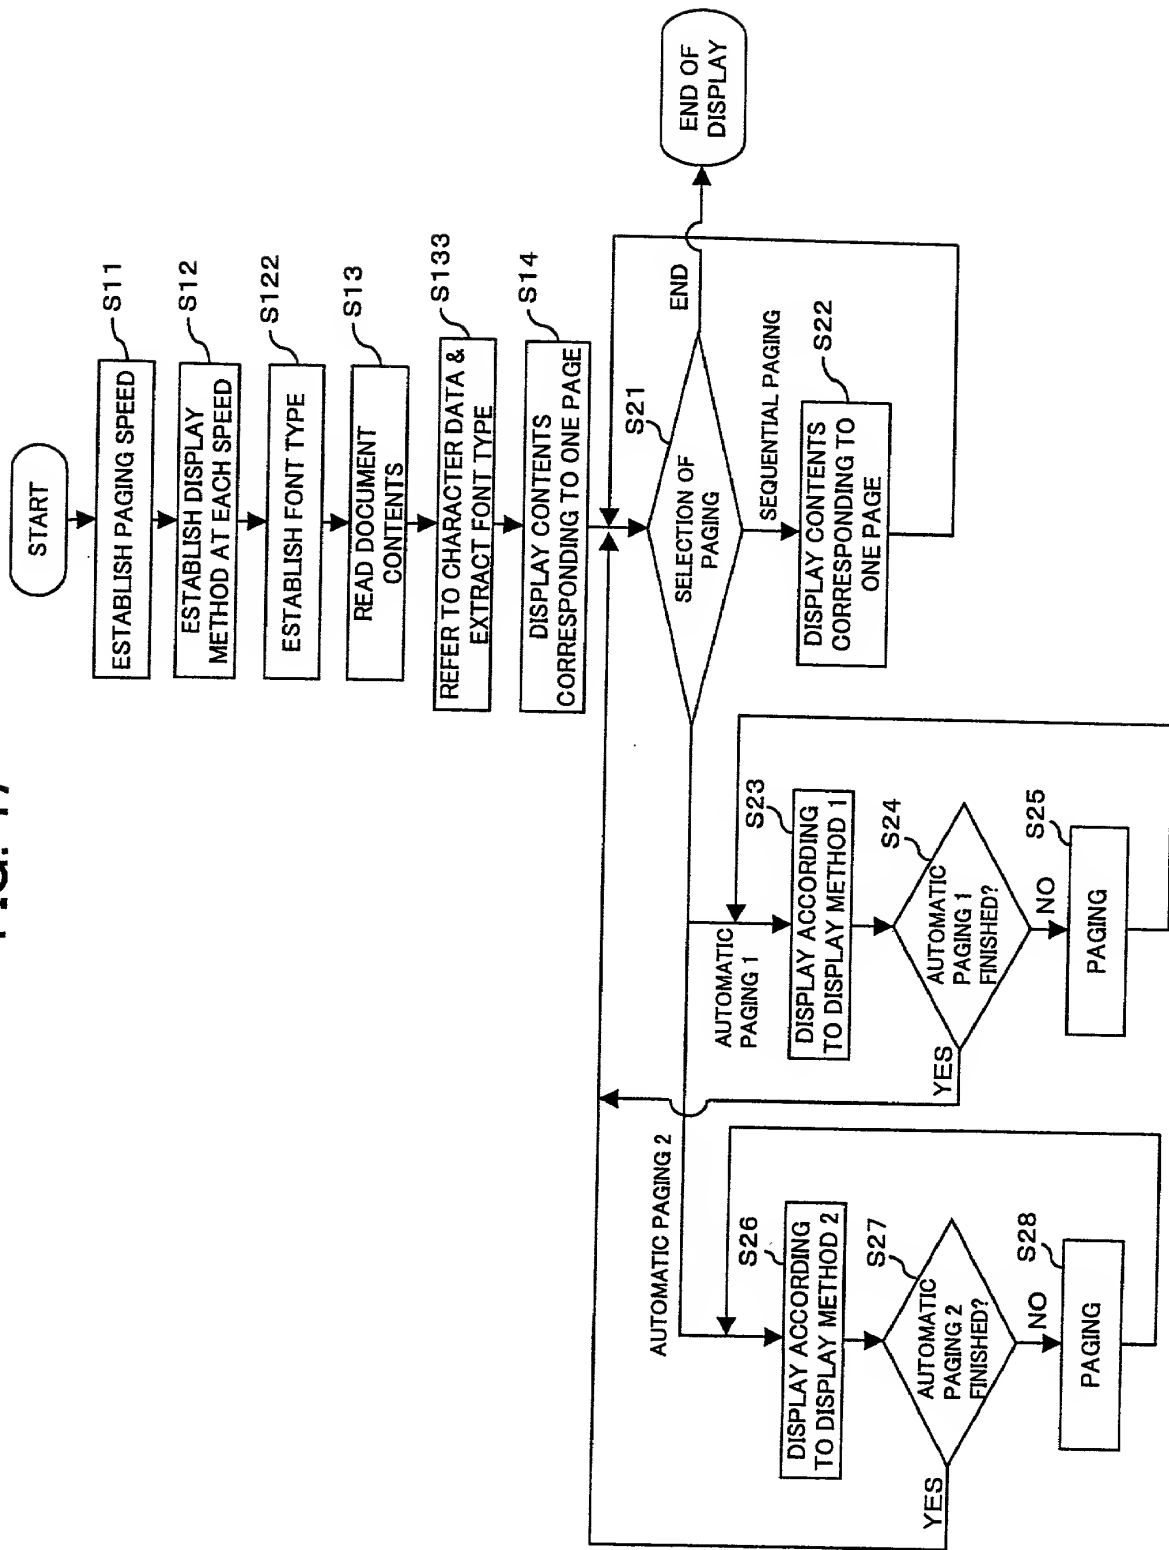 START
ESTABLISH PAGING SPEED
S11
ESTABLISH DISPLAY
METHOD AT EACH SPEED
S12
ESTABLISH FONT TYPE
S122
READ DOCUMENT
CONTENTS
S13
REFER TO CHARACTER DATA &
EXTRACT FONT TYPE
S133
DISPLAY CONTENTS
CORRESPONDING TO ONE PAGE
S14
SELECTION OF
PAGING
S21
END
END OF
DISPLAY
SEQUENTIAL PAGING
DISPLAY CONTENTS
CORRESPONDING TO
ONE PAGE
S22
AUTOMATIC
PAGING 1
DISPLAY ACCORDING
TO DISPLAY METHOD 1
S23
AUTOMATIC
PAGING 1
FINISHED?
S24
YES
NO
PAGING
S25
AUTOMATIC PAGING 2
DISPLAY ACCORDING
TO DISPLAY METHOD 2
S26
AUTOMATIC
PAGING 2
FINISHED?
S27
YES
NO
PAGING
S28